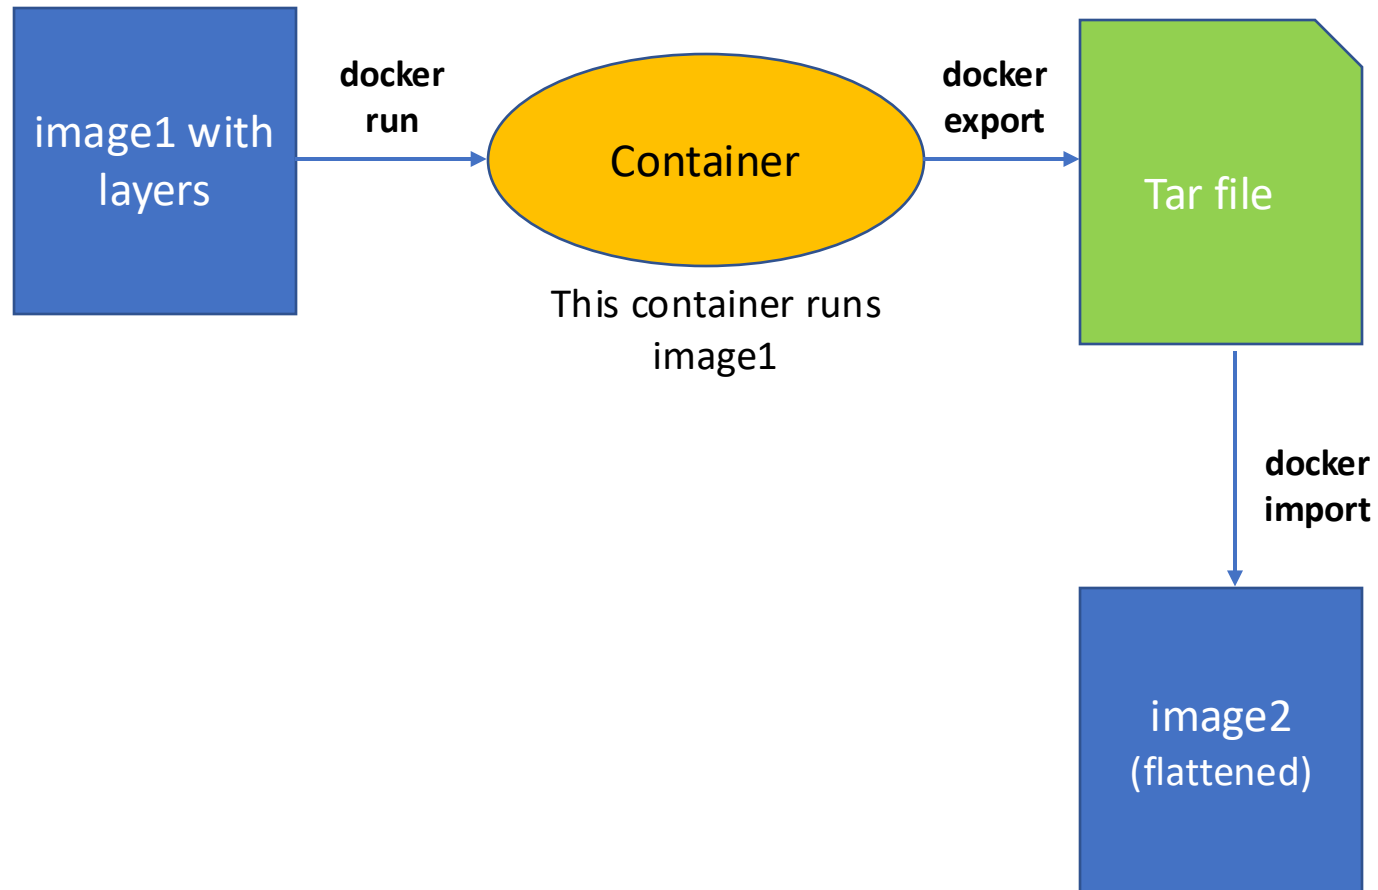 image1 with
layers
docker
run
Container
This container runs
image1
docker
export
Tar file
docker
import
image2
(flattened)